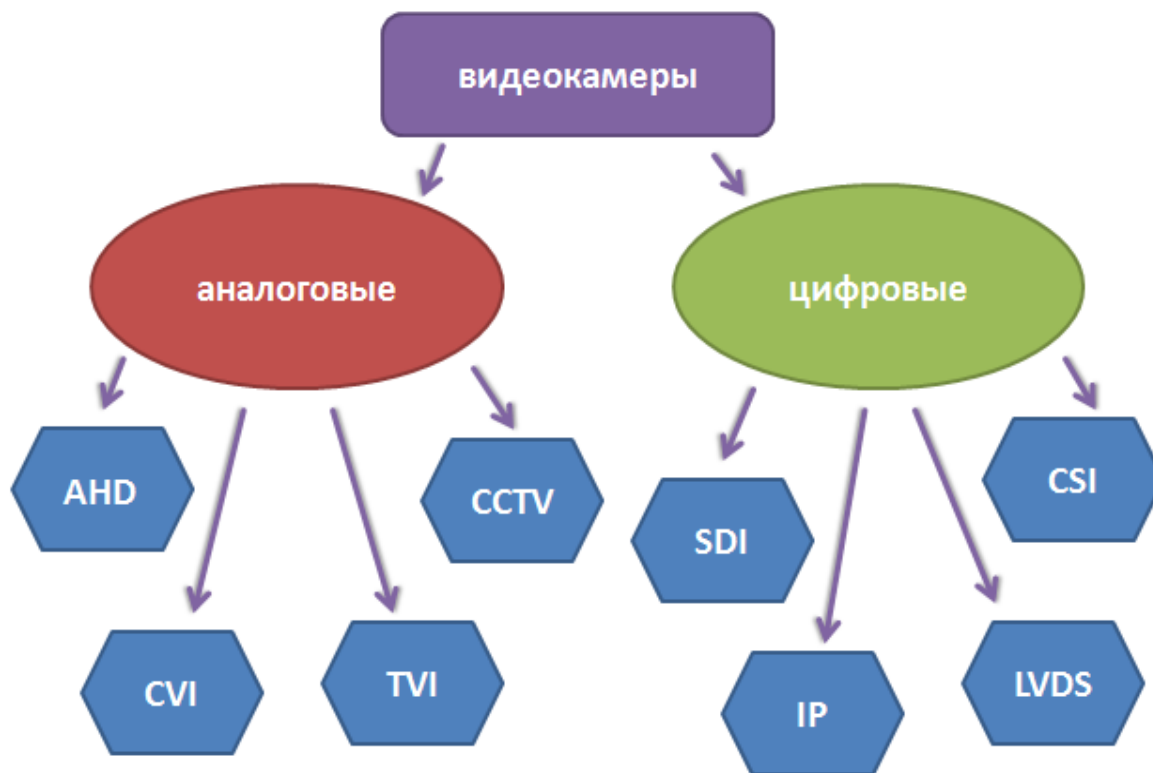 видеокамеры
аналоговые
цифровые
AHD
CVI
TVI
CCTV
SDI
IP
LVDS
CSI